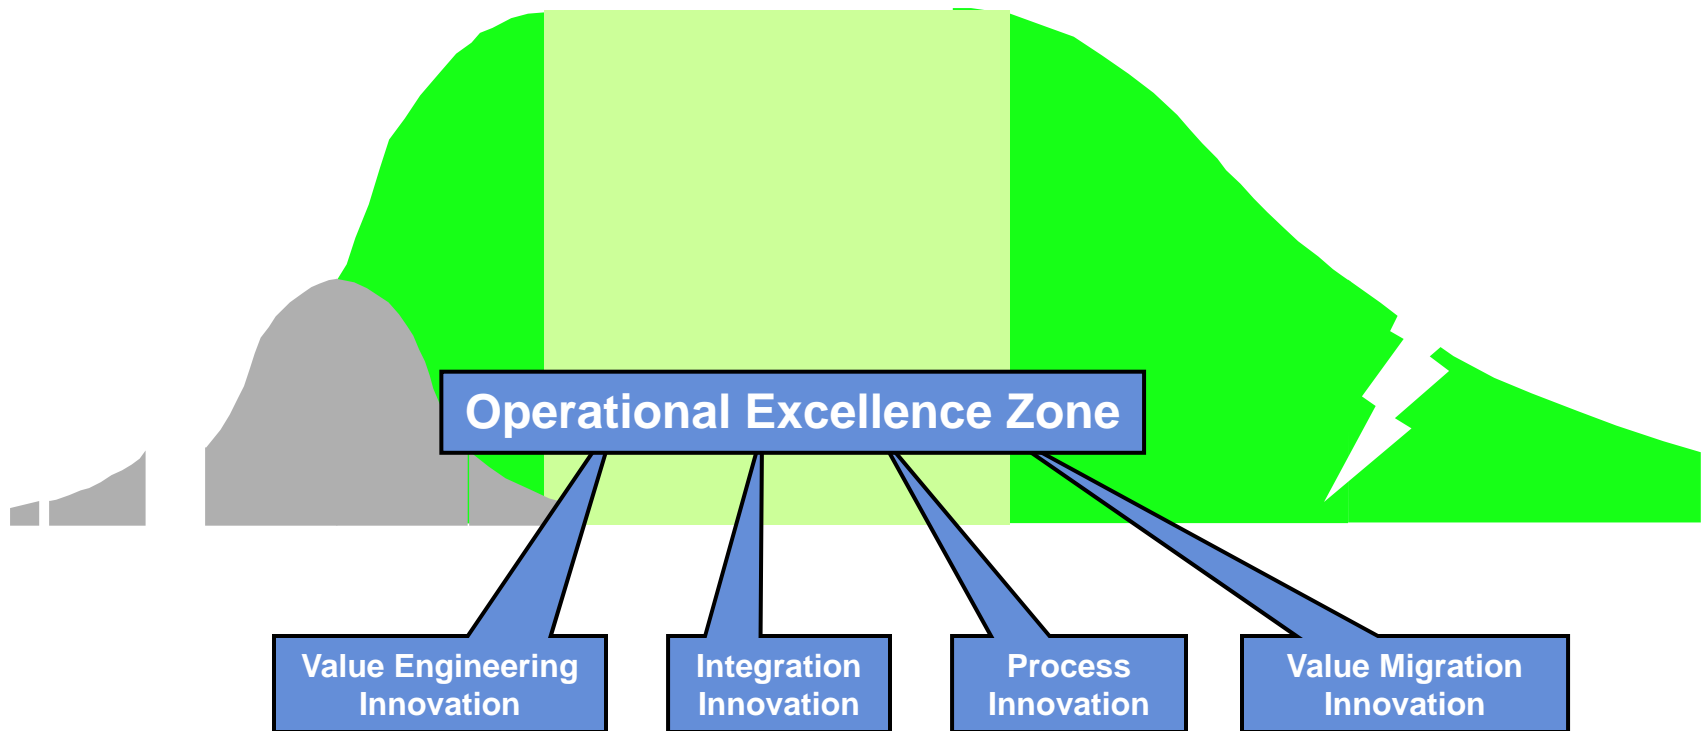 Operational Excellence Zone
Value Engineering
Innovation
Integration
Innovation
Process
Innovation
Value Migration
Innovation